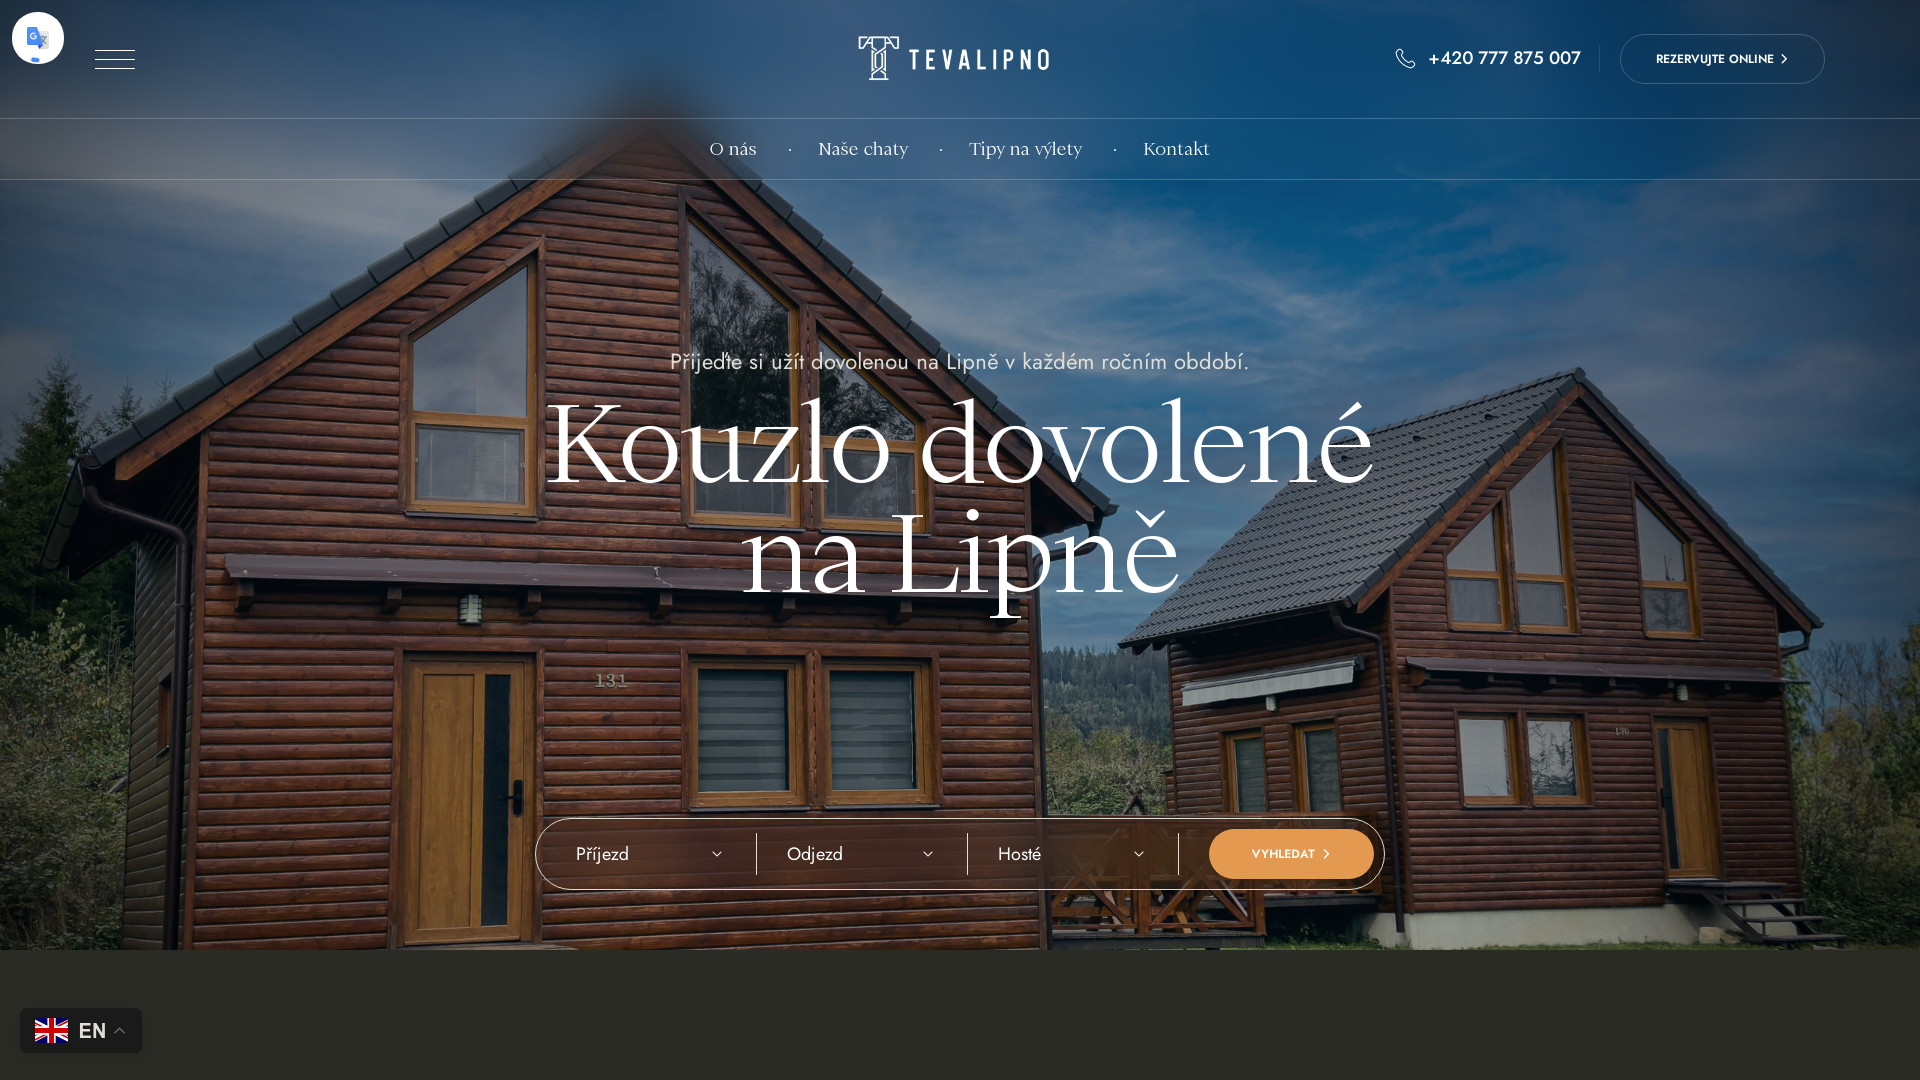 TEVALIPNO
+420 777 875 007
REZERVUJTE ONLINE
O nás · Naše chaty · Tipy na výlety · Kontakt
Přijeďte si užít dovolenou na Lipně v každém ročním období.
Kouzlo dovolené
na Lipně
131
130
Příjezd
Odjezd
Hosté
VYHLEDAT
EN